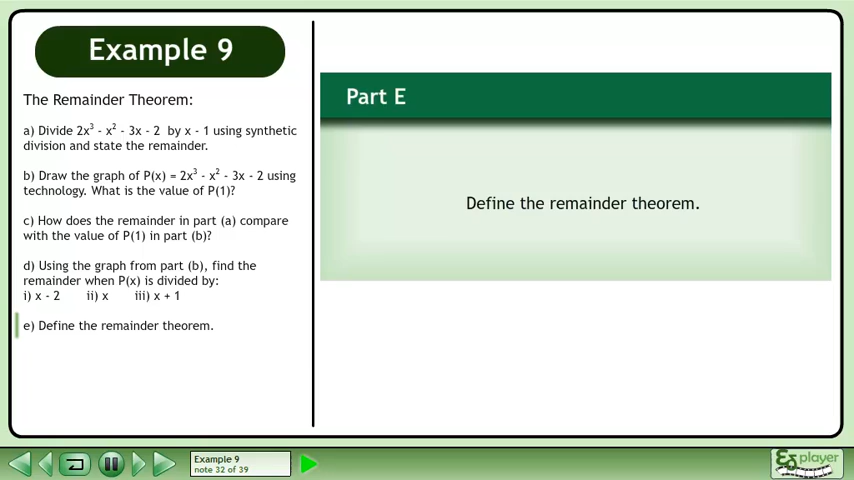 Example 9
The Remainder Theorem:
a) Divide 2x³ - x² - 3x - 2 by x - 1 using synthetic
division and state the remainder.
b) Draw the graph of P(x) = 2x³ - x² - 3x - 2 using
technology. What is the value of P(1)?
c) How does the remainder in part (a) compare
with the value of P(1) in part (b)?
d) Using the graph from part (b), find the
remainder when P(x) is divided by:
i) x - 2 ii) x iii) x + 1
e) Define the remainder theorem.
Part E
Define the remainder theorem.
Example 9
note 32 of 39
player